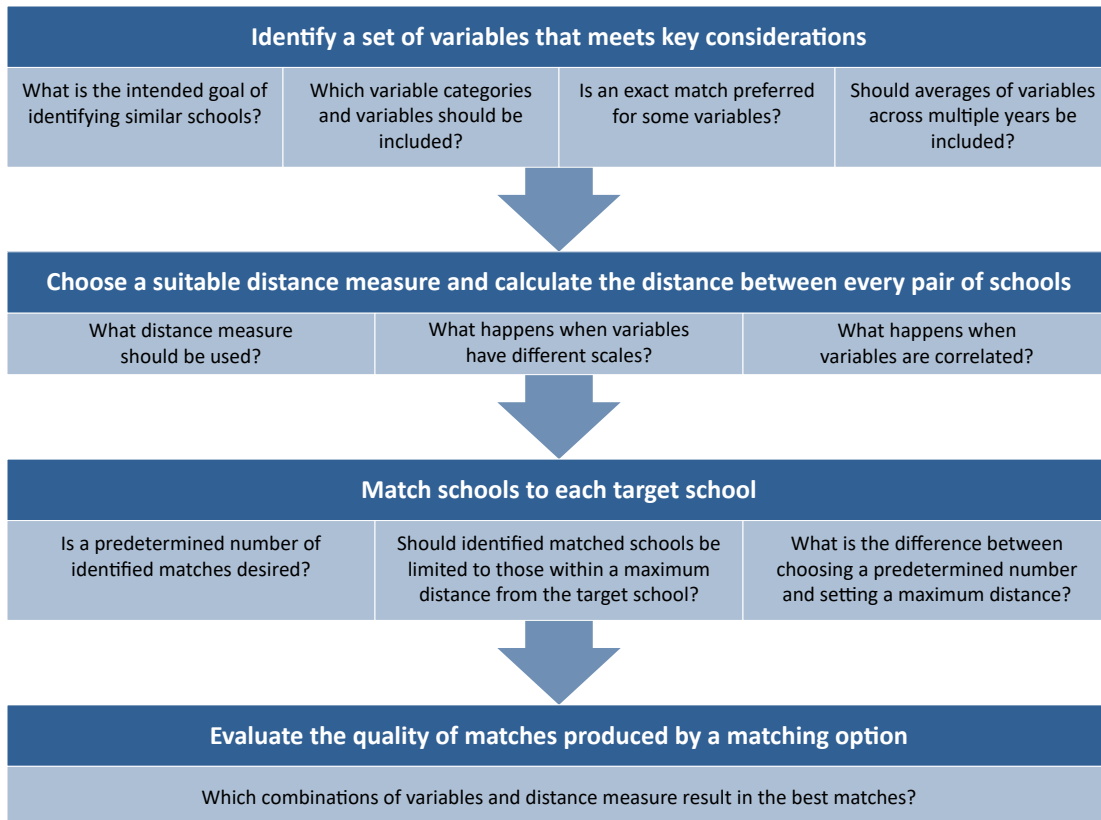 Identify a set of variables that meets key considerations
What is the intended goal of
identifying similar schools?
Which variable categories
and variables should be
included?
Is an exact match preferred
for some variables?
Should averages of variables
across multiple years be
included?
Choose a suitable distance measure and calculate the distance between every pair of schools
What distance measure
should be used?
What happens when variables
have different scales?
What happens when
variables are correlated?
Match schools to each target school
Is a predetermined number of
identified matches desired?
Should identified matched schools be
limited to those within a maximum
distance from the target school?
What is the difference between
choosing a predetermined number
and setting a maximum distance?
Evaluate the quality of matches produced by a matching option
Which combinations of variables and distance measure result in the best matches?